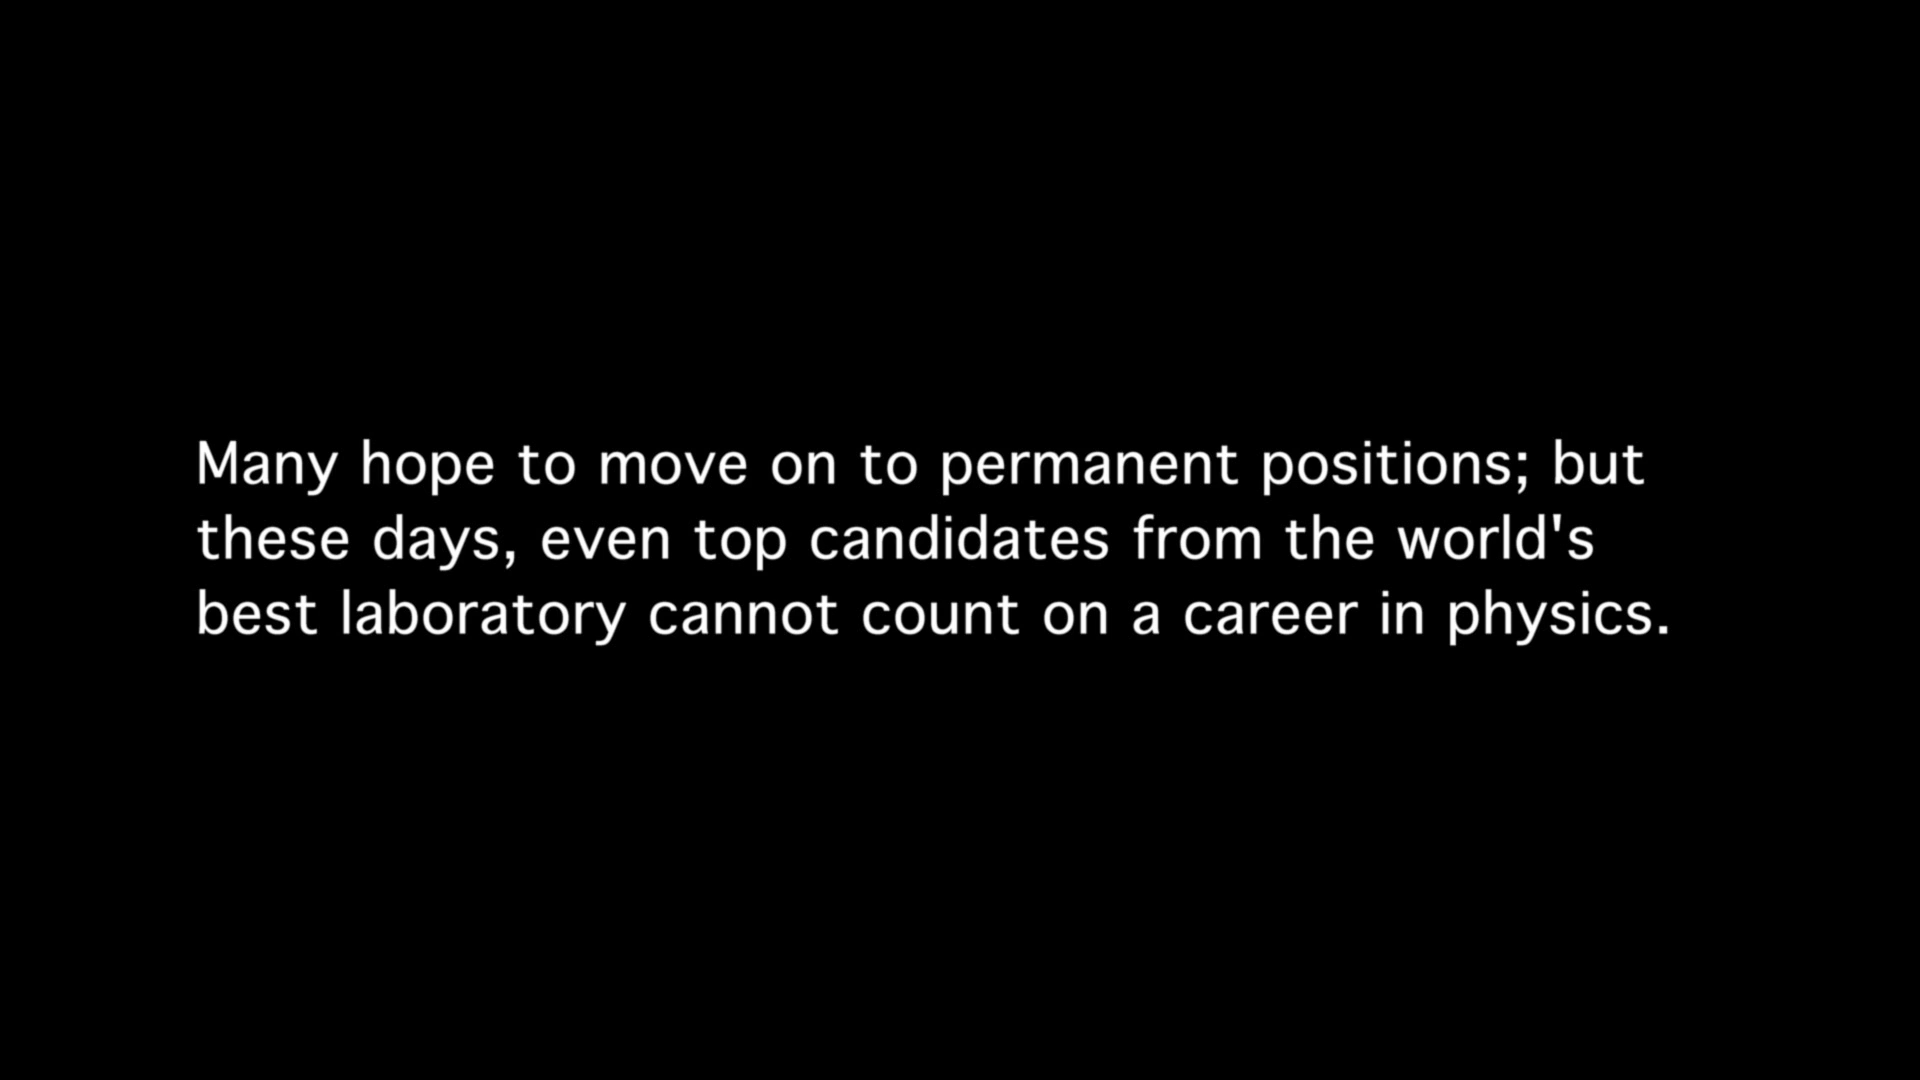 Many hope to move on to permanent positions; but
these days, even top candidates from the world's
best laboratory cannot count on a career in physics.